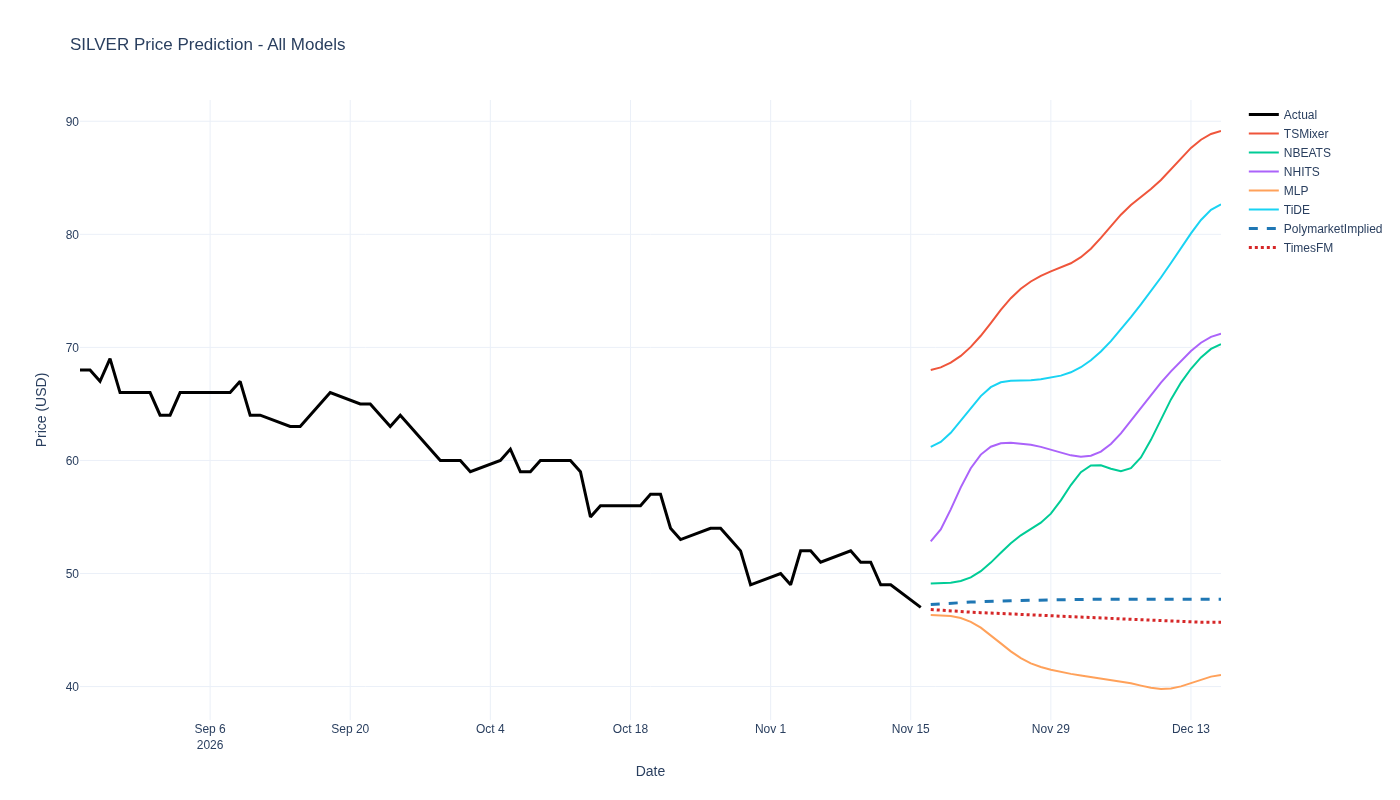 SILVER Price Prediction - All Models
Price (USD)
90
80
70
60
50
40
Sep 6
2026
Sep 20
Oct 4
Oct 18
Nov 1
Nov 15
Nov 29
Dec 13
Date
Actual
TSMixer
NBEATS
NHITS
MLP
TiDE
PolymarketImplied
TimesFM